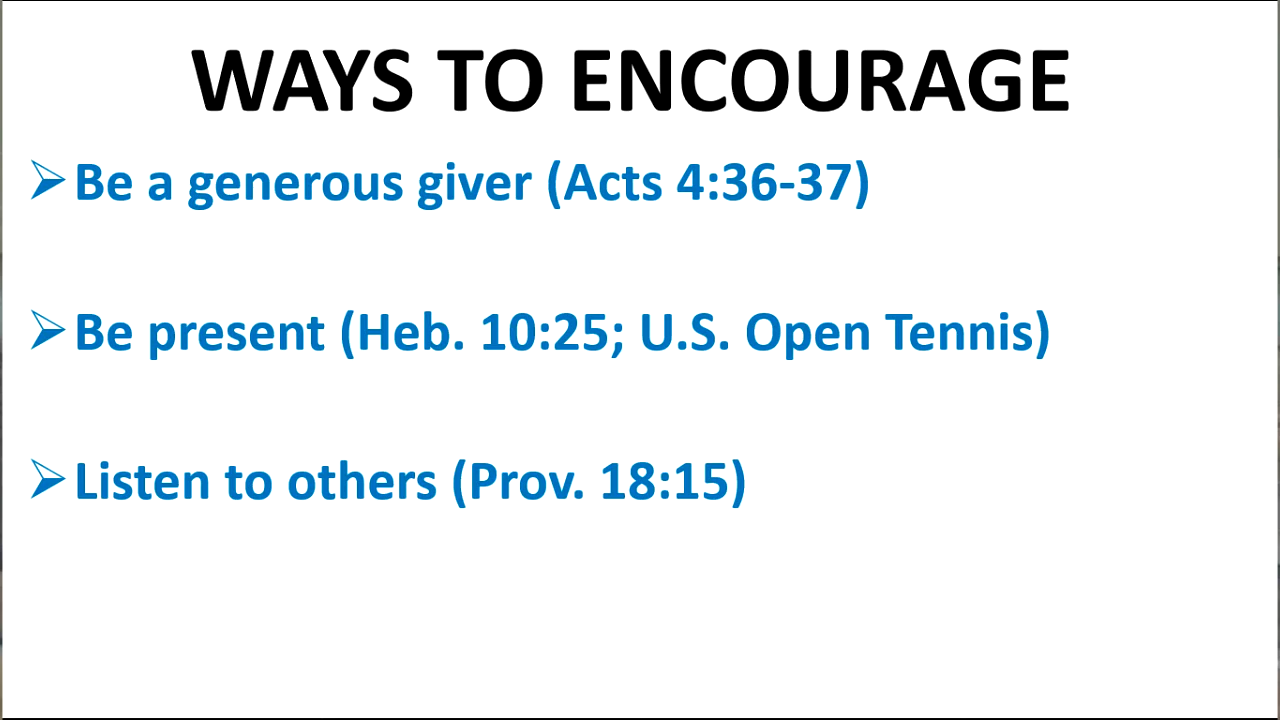 WAYS TO ENCOURAGE
Be a generous giver (Acts 4:36-37)
Be present (Heb. 10:25; U.S. Open Tennis)
Listen to others (Prov. 18:15)